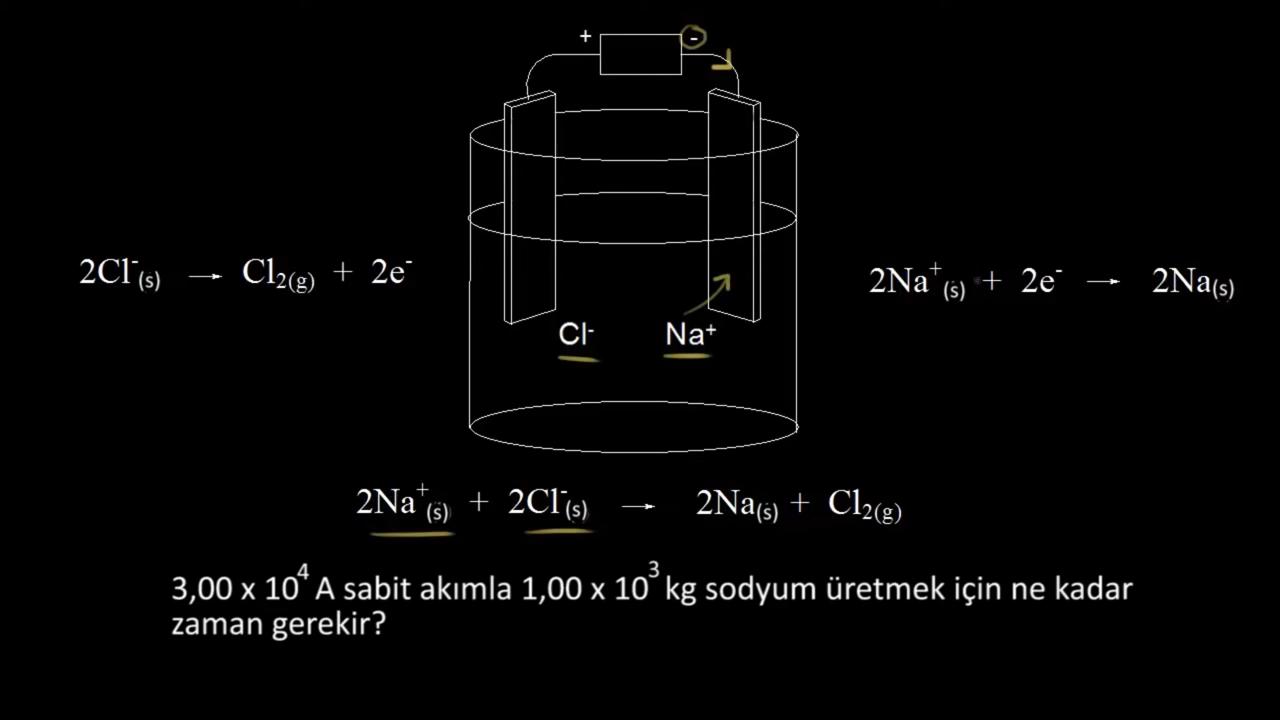 + -
2Cl⁻(s) → Cl₂(g) + 2e⁻
2Na⁺(s) + 2e⁻ → 2Na(s)
Cl⁻ Na⁺
2Na⁺(s) + 2Cl⁻(s) → 2Na(s) + Cl₂(g)
3,00 x 10⁴ A sabit akımla 1,00 x 10³ kg sodyum üretmek için ne kadar
zaman gerekir?